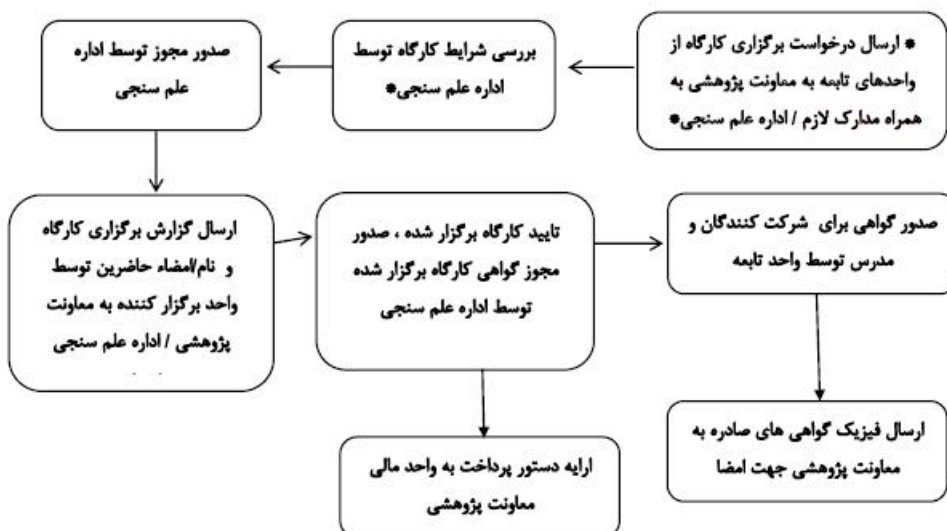 * ارسال درخواست برگزاری کارگاه از
واحدهای تابعه به معاونت پژوهشی به
همراه مدارک لازم / اداره علم سنجی*
بررسی شرایط کارگاه توسط
اداره علم سنجی*
صدور مجوز توسط اداره
علم سنجی
ارسال گزارش برگزاری کارگاه
و نام/امضاء حاضرین توسط
واحد برگزار کننده به معاونت
پژوهشی / اداره علم سنجی
تایید کارگاه برگزار شده ، صدور
مجوز گواهی کارگاه برگزار شده
توسط اداره علم سنجی
صدور گواهی برای شرکت کنندگان و
مدرس توسط واحد تابعه
ارایه دستور پرداخت به واحد مالی
معاونت پژوهشی
ارسال فیزیک گواهی های صادره به
معاونت پژوهشی جهت امضا